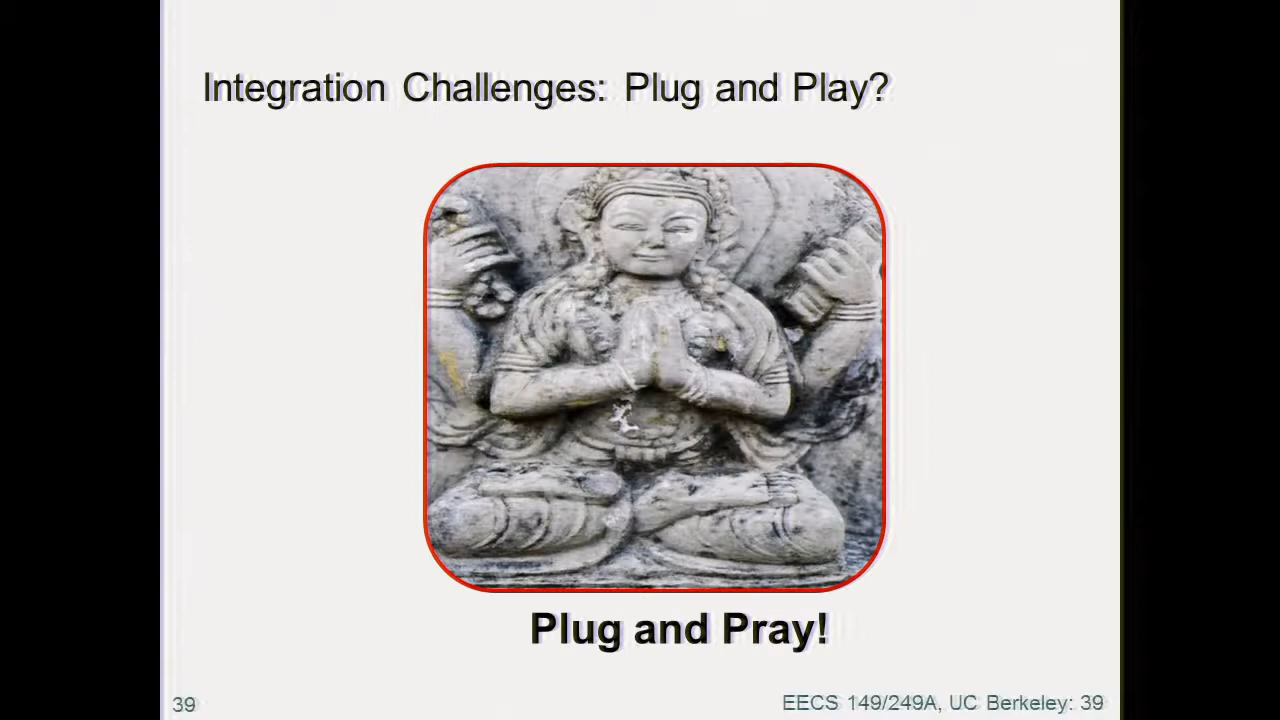 Integration Challenges: Plug and Play?
Plug and Pray!
39
EECS 149/249A, UC Berkeley: 39